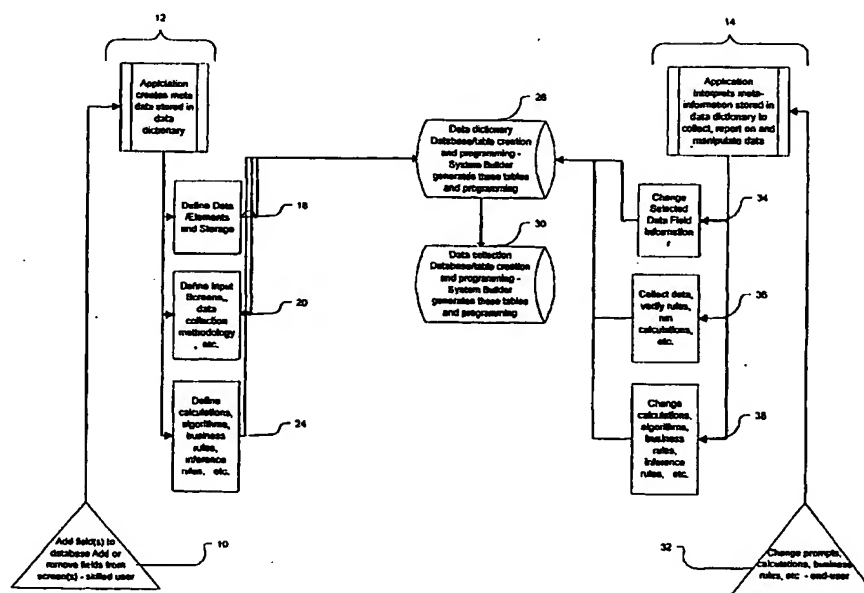 12
14
Appiciation
creates meta
data stored in
data
dictionary
Application
interprets meta-
information stored in
data dictionary to
collect, report on and
manipulate data
28
Data dictionary
Database/table creation
and programming -
System Builder
generates these tables
and programming
Define Data
/Elements
and Storage
18
Change
Selected
Data Field
Information
34
30
Data collection
Database/table creation
and programming -
System Builder
generates these tables
and programming
Define Input
Screens,
data
collection
methodology
, etc.
20
Collect data,
verify rules,
run
calculations,
etc.
36
Define
calculations,
algorithms,
business
rules,
inference
rules, etc.
24
Change
calculations,
algorithms,
business
rules,
inference
rules, etc.
38
Add field(s) to
database Add or
remove fields from
screen(s) - skilled user
10
32
Change prompts,
calculations, business
rules, etc - end-user